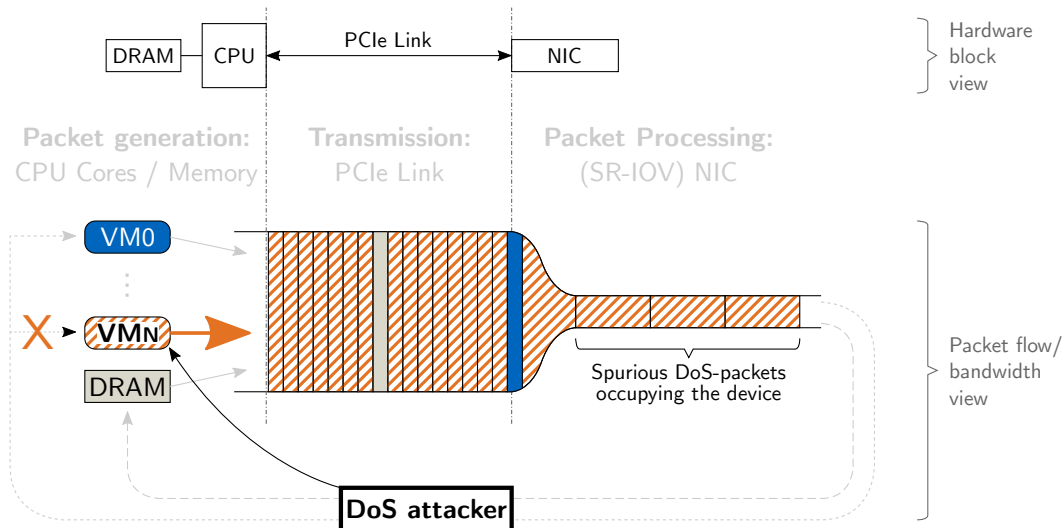 DRAM
CPU
PCIe Link
NIC
Hardware
block
view
Packet generation:
CPU Cores / Memory
Transmission:
PCIe Link
Packet Processing:
(SR-IOV) NIC
VM0
X
VMN
DRAM
Spurious DoS-packets
occupying the device
Packet flow/
bandwidth
view
DoS attacker